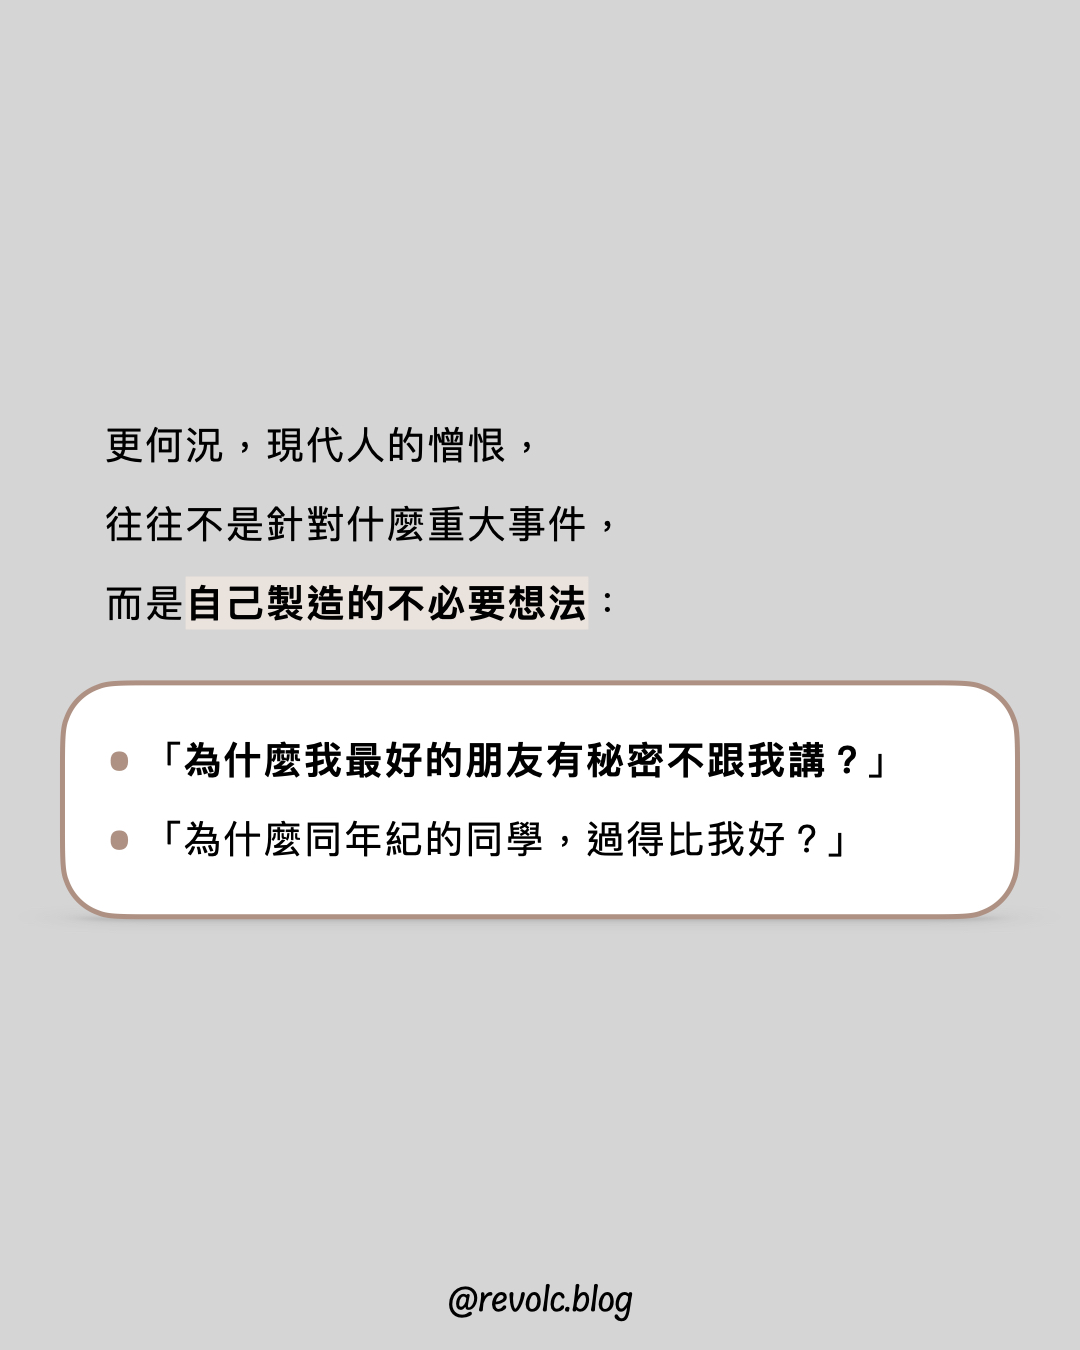 更何況，現代人的憎恨，
往往不是針對什麼重大事件，
而是自己製造的不必要想法：
• 「為什麼我最好的朋友有秘密不跟我講？」
• 「為什麼同年紀的同學，過得比我好？」
@revolc.blog